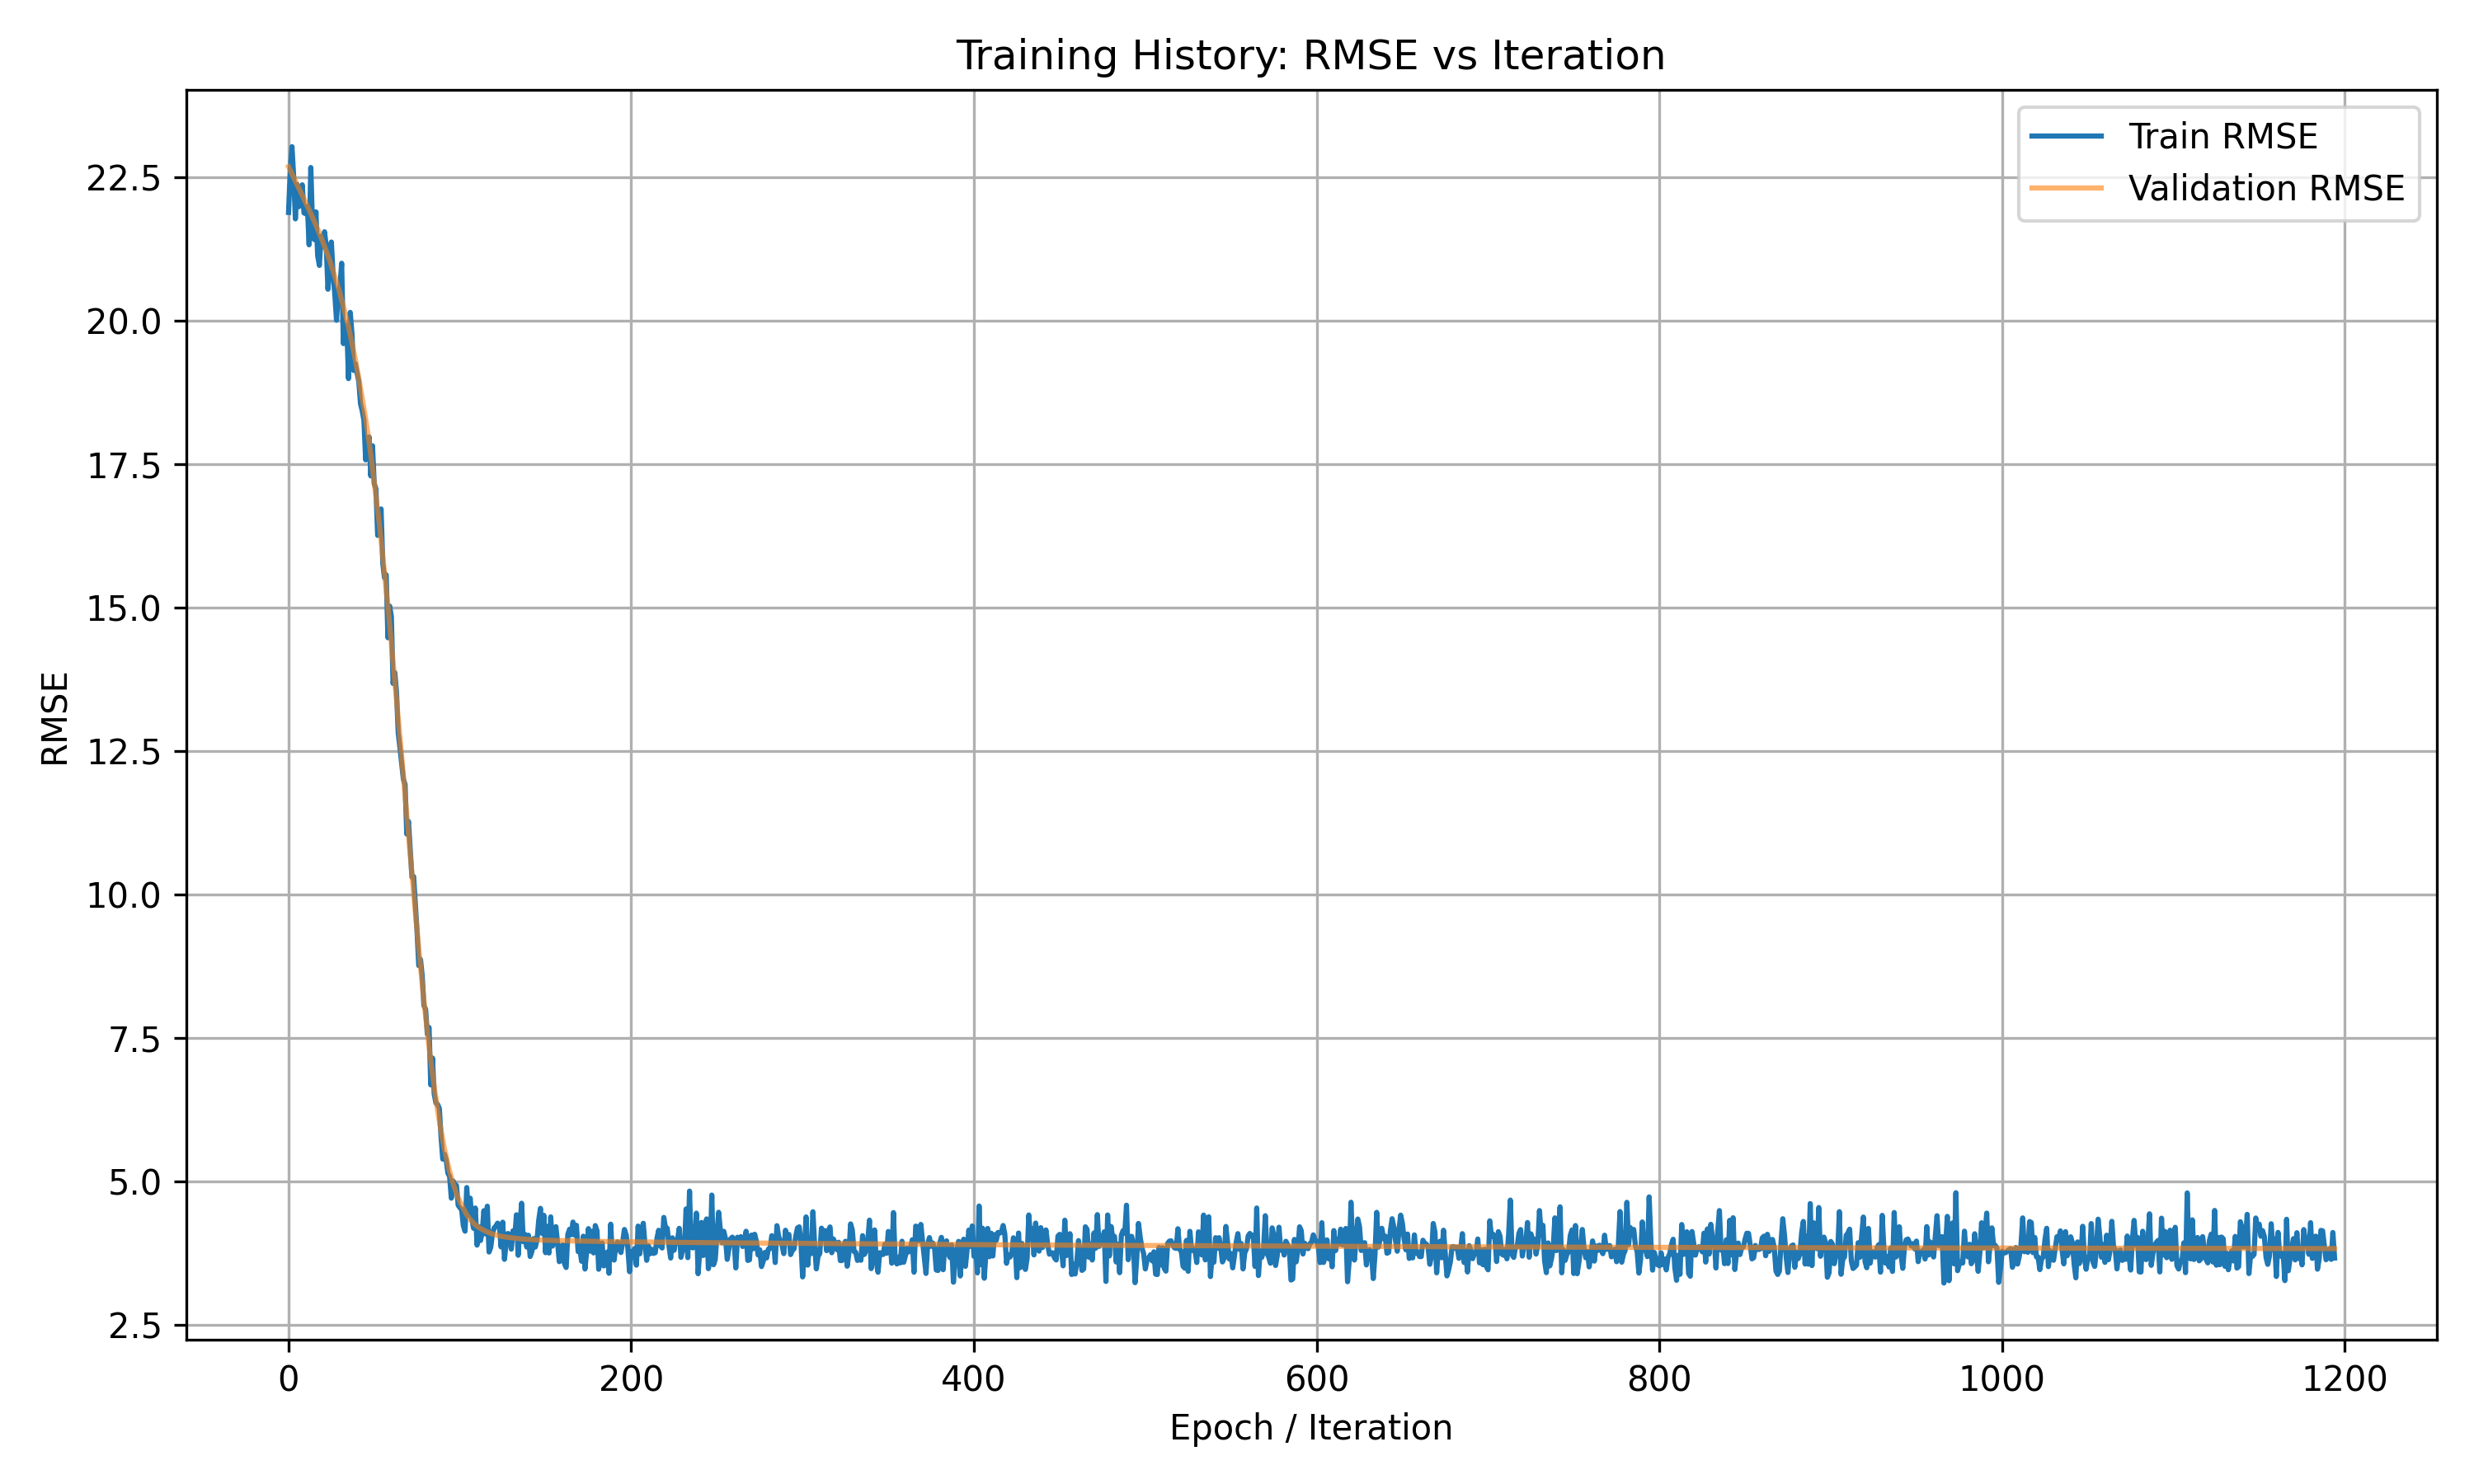 Training History: RMSE vs Iteration
Train RMSE
Validation RMSE
RMSE
22.5
20.0
17.5
15.0
12.5
10.0
7.5
5.0
2.5
0 200 400 600 800 1000 1200
Epoch / Iteration